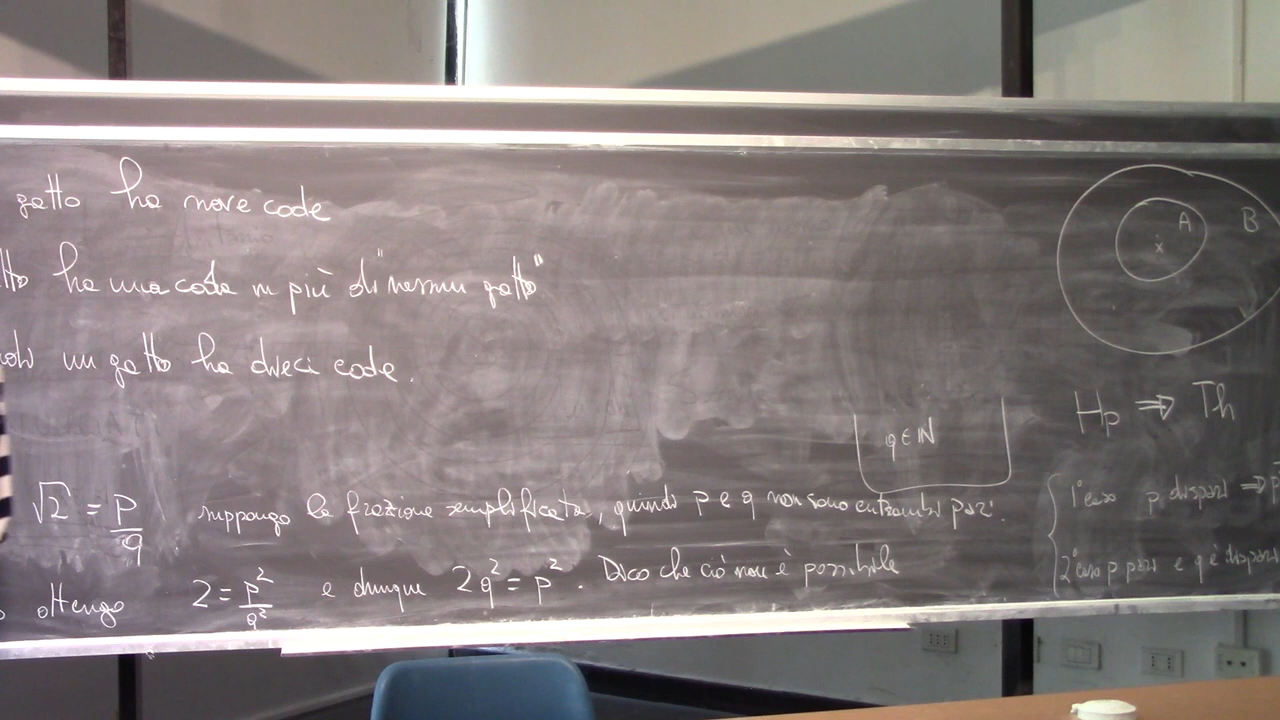 gatto ha nove code
ha una coda in più di "nessun gatto"
un gatto ha dieci code.
A B
x
q ∈ ℕ
Hp ⇒ Th
√2 = p/q suppongo la frazione semplificata, quindi p e q non sono entrambi pari.
1° caso p dispari ⇒
2° caso p pari e q è dispari
ottengo 2 = p²/q² e dunque 2q² = p². Dico che ciò non è possibile